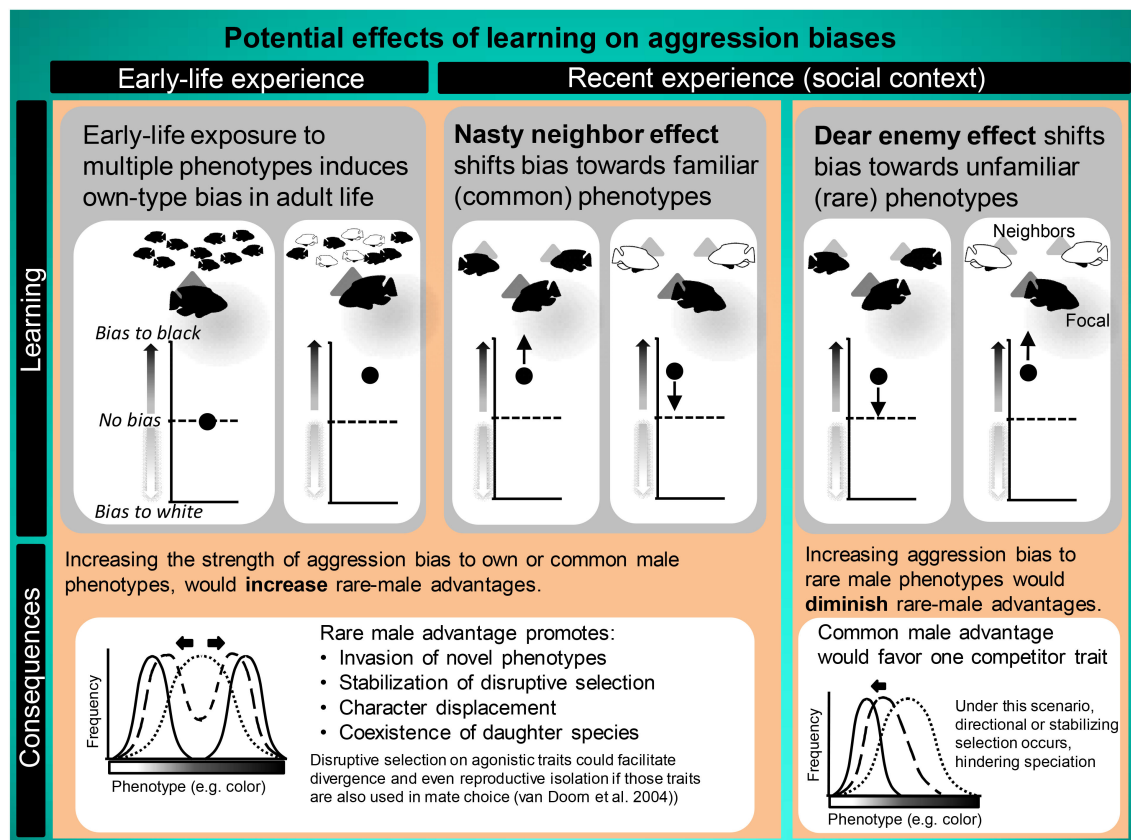 Potential effects of learning on aggression biases
Early-life experience
Recent experience (social context)
Learning
Early-life exposure to
multiple phenotypes induces
own-type bias in adult life
Bias to black
No bias
Bias to white
Nasty neighbor effect
shifts bias towards familiar
(common) phenotypes
Dear enemy effect shifts
bias towards unfamiliar
(rare) phenotypes
Neighbors
Focal
Consequences
Increasing the strength of aggression bias to own or common male
phenotypes, would increase rare-male advantages.
Frequency
Phenotype (e.g. color)
Rare male advantage promotes:
• Invasion of novel phenotypes
• Stabilization of disruptive selection
• Character displacement
• Coexistence of daughter species
Disruptive selection on agonistic traits could facilitate
divergence and even reproductive isolation if those traits
are also used in mate choice (van Doorn et al. 2004))
Increasing aggression bias to
rare male phenotypes would
diminish rare-male advantages.
Common male advantage
would favor one competitor trait
Frequency
Phenotype (e.g. color)
Under this scenario,
directional or stabilizing
selection occurs,
hindering speciation